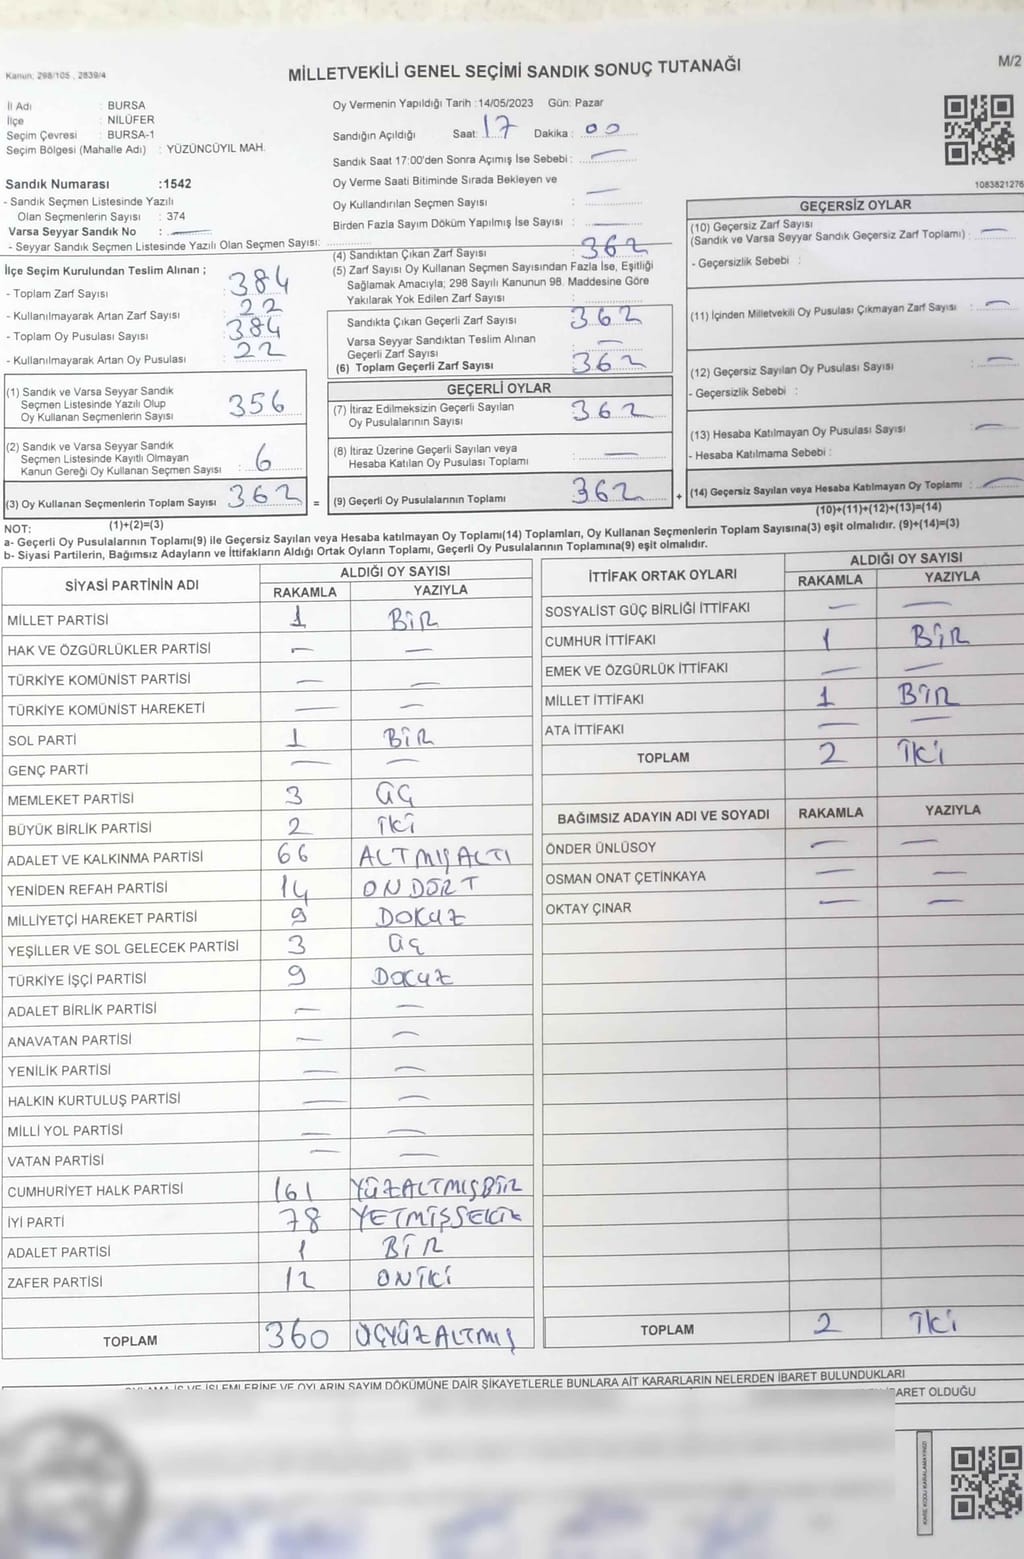 Kanun: 298/105 , 2839/4
MİLLETVEKİLİ GENEL SEÇİMİ SANDIK SONUÇ TUTANAĞI
M/2
İl Adı : BURSA
İlçe : NİLÜFER
Seçim Çevresi : BURSA-1
Seçim Bölgesi (Mahalle Adı) : YÜZÜNCÜYIL MAH.
Sandık Numarası :1542
- Sandık Seçmen Listesinde Yazılı
Olan Seçmenlerin Sayısı : 374
Varsa Seyyar Sandık No : —
- Seyyar Sandık Seçmen Listesinde Yazılı Olan Seçmen Sayısı:
Oy Vermenin Yapıldığı Tarih :14/05/2023 Gün: Pazar
Sandığın Açıldığı Saat: 17 Dakika : 00
Sandık Saat 17:00'den Sonra Açımış İse Sebebi : —
Oy Verme Saati Bitiminde Sırada Bekleyen ve
Oy Kullandırılan Seçmen Sayısı : —
Birden Fazla Sayım Döküm Yapılmış İse Sayısı : —
1083821276
İlçe Seçim Kurulundan Teslim Alınan ;
- Toplam Zarf Sayısı : 384
- Kullanılmayarak Artan Zarf Sayısı : 22
- Toplam Oy Pusulası Sayısı : 384
- Kullanılmayarak Artan Oy Pusulası : 22
(1) Sandık ve Varsa Seyyar Sandık
Seçmen Listesinde Yazılı Olup
Oy Kullanan Seçmenlerin Sayısı 356
(2) Sandık ve Varsa Seyyar Sandık
Seçmen Listesinde Kayıtlı Olmayan
Kanun Gereği Oy Kullanan Seçmen Sayısı : 6
(3) Oy Kullanan Seçmenlerin Toplam Sayısı 362 =
(1)+(2)=(3)
(4) Sandıktan Çıkan Zarf Sayısı : 362
(5) Zarf Sayısı Oy Kullanan Seçmen Sayısından Fazla İse, Eşitliği
Sağlamak Amacıyla; 298 Sayılı Kanunun 98. Maddesine Göre
Yakılarak Yok Edilen Zarf Sayısı :
Sandıkta Çıkan Geçerli Zarf Sayısı 362
Varsa Seyyar Sandıktan Teslim Alınan
Geçerli Zarf Sayısı —
(6) Toplam Geçerli Zarf Sayısı 362
GEÇERLİ OYLAR
(7) İtiraz Edilmeksizin Geçerli Sayılan
Oy Pusulalarının Sayısı : 362
(8) İtiraz Üzerine Geçerli Sayılan veya
Hesaba Katılan Oy Pusulası Toplamı : —
(9) Geçerli Oy Pusulalarının Toplamı 362 +
GEÇERSİZ OYLAR
(10) Geçersiz Zarf Sayısı
(Sandık ve Varsa Seyyar Sandık Geçersiz Zarf Toplamı) : —
- Geçersizlik Sebebi :
(11) İçinden Milletvekili Oy Pusulası Çıkmayan Zarf Sayısı : —
(12) Geçersiz Sayılan Oy Pusulası Sayısı : —
- Geçersizlik Sebebi :
(13) Hesaba Katılmayan Oy Pusulası Sayısı : —
- Hesaba Katılmama Sebebi :
(14) Geçersiz Sayılan veya Hesaba Katılmayan Oy Toplamı : —
(10)+(11)+(12)+(13)=(14)
NOT:
a- Geçerli Oy Pusulalarının Toplamı(9) ile Geçersiz Sayılan veya Hesaba katılmayan Oy Toplamı(14) Toplamları, Oy Kullanan Seçmenlerin Toplam Sayısına(3) eşit olmalıdır. (9)+(14)=(3)
b- Siyasi Partilerin, Bağımsız Adayların ve İttifakların Aldığı Ortak Oyların Toplamı, Geçerli Oy Pusulalarının Toplamına(9) eşit olmalıdır.
SİYASİ PARTİNİN ADI
ALDIĞI OY SAYISI
RAKAMLA YAZIYLA
MİLLET PARTİSİ 1 BİR
HAK VE ÖZGÜRLÜKLER PARTİSİ — —
TÜRKİYE KOMÜNİST PARTİSİ — —
TÜRKİYE KOMÜNİST HAREKETİ — —
SOL PARTİ 1 BİR
GENÇ PARTİ — —
MEMLEKET PARTİSİ 3 ÜÇ
BÜYÜK BİRLİK PARTİSİ 2 İKİ
ADALET VE KALKINMA PARTİSİ 66 ALTMIŞALTI
YENİDEN REFAH PARTİSİ 14 ONDÖRT
MİLLİYETÇİ HAREKET PARTİSİ 9 DOKUZ
YEŞİLLER VE SOL GELECEK PARTİSİ 3 ÜÇ
TÜRKİYE İŞÇİ PARTİSİ 9 DOKUZ
ADALET BİRLİK PARTİSİ — —
ANAVATAN PARTİSİ — —
YENİLİK PARTİSİ — —
HALKIN KURTULUŞ PARTİSİ — —
MİLLİ YOL PARTİSİ — —
VATAN PARTİSİ — —
CUMHURİYET HALK PARTİSİ 161 YÜZALTMIŞBİR
İYİ PARTİ 78 YETMİŞSEKİZ
ADALET PARTİSİ 1 BİR
ZAFER PARTİSİ 12 ONİKİ
TOPLAM 360 ÜÇYÜZALTMIŞ
İTTİFAK ORTAK OYLARI
ALDIĞI OY SAYISI
RAKAMLA YAZIYLA
SOSYALİST GÜÇ BİRLİĞİ İTTİFAKI — —
CUMHUR İTTİFAKI 1 BİR
EMEK VE ÖZGÜRLÜK İTTİFAKI — —
MİLLET İTTİFAKI 1 BİR
ATA İTTİFAKI — —
TOPLAM 2 İKİ
BAĞIMSIZ ADAYIN ADI VE SOYADI RAKAMLA YAZIYLA
ÖNDER ÜNLÜSOY — —
OSMAN ONAT ÇETİNKAYA — —
OKTAY ÇINAR — —
TOPLAM 2 İKİ
İŞLEMLERİNE VE OYLARIN SAYIM DÖKÜMÜNE DAİR ŞİKAYETLERLE BUNLARA AİT KARARLARIN NELERDEN İBARET BULUNDUKLARI
İBARET OLDUĞU
KARE KODU KARALAMAYINIZ!